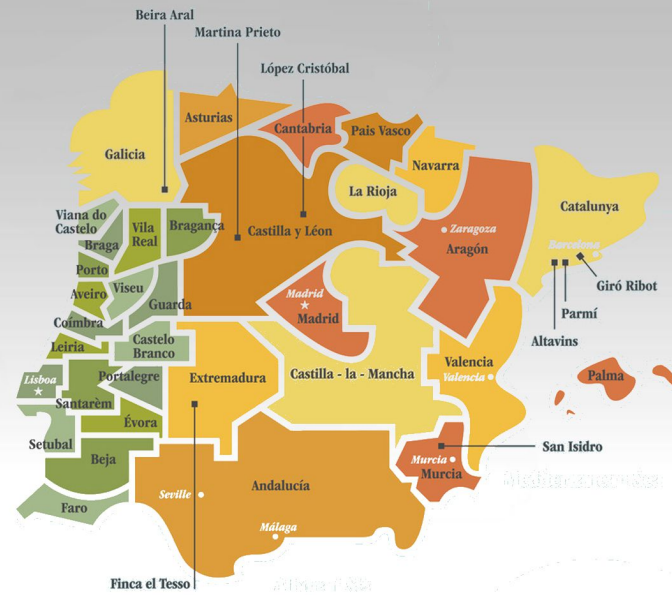 Beira Aral
Martina Prieto
López Cristóbal
Asturias
Cantabria
Pais Vasco
Galicia
Navarra
La Rioja
Catalunya
Viana do
Castelo
Vila
Real
Bragança
Castilla y Léon
Zaragoza
Aragón
Barcelona
Braga
Porto
Viseu
Giró Ribot
Aveiro
Guarda
Madrid
Madrid
Parmí
Coímbra
Altavins
Leiria
Castelo
Branco
Valencia
Lisboa
Portalegre
Extremadura
Castilla - la - Mancha
Valencia
Palma
Santarèm
Évora
Setubal
San Isidro
Beja
Murcia
Murcia
Andalucía
Seville
Faro
Málaga
Finca el Tesso